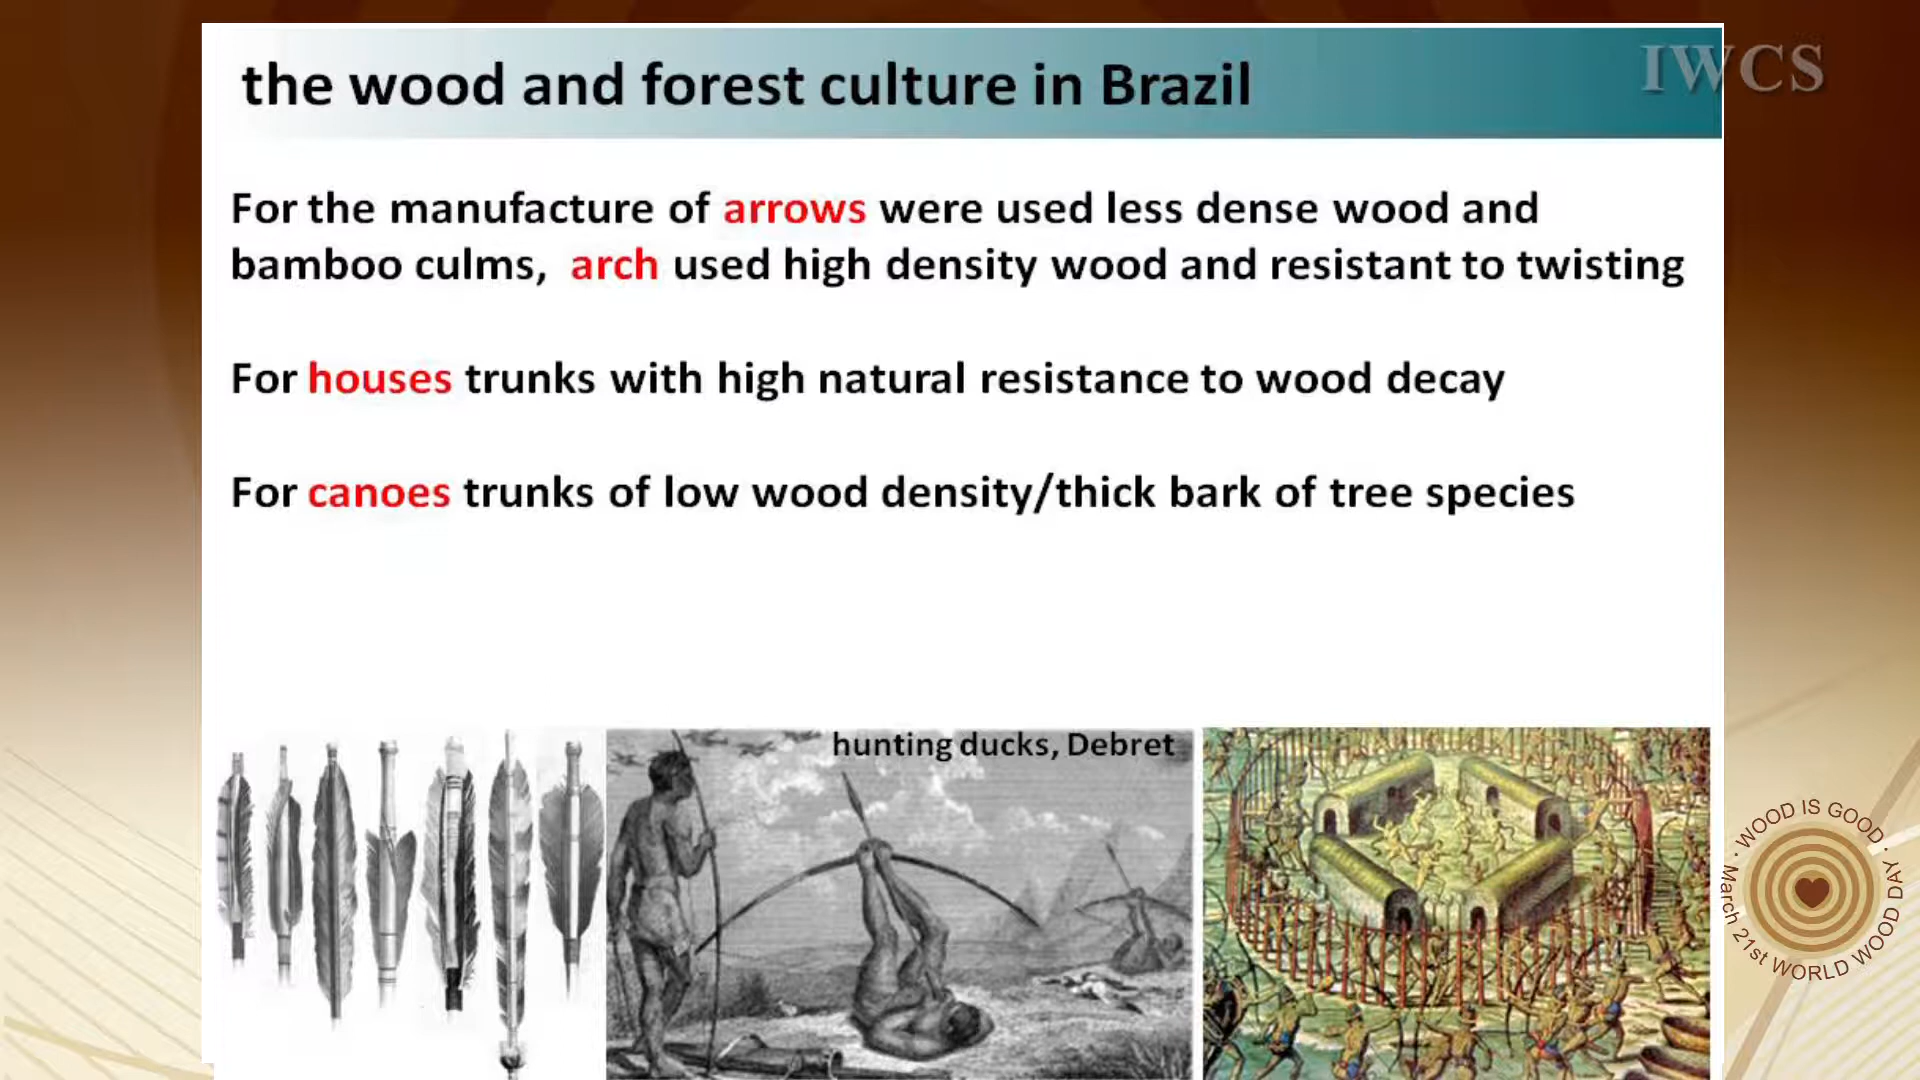 the wood and forest culture in Brazil
IWCS
For the manufacture of arrows were used less dense wood and
bamboo culms, arch used high density wood and resistant to twisting
For houses trunks with high natural resistance to wood decay
For canoes trunks of low wood density/thick bark of tree species
hunting ducks, Debret
· WOOD IS GOOD ·
March 21st WORLD WOOD DAY